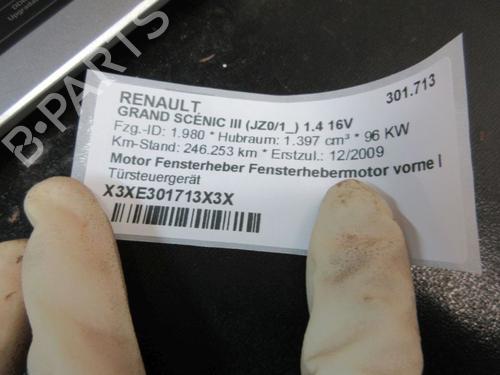 B-PARTS
RENAULT 301.713
GRAND SCÉNIC III (JZ0/1_) 1.4 16V
Fzg.-ID: 1.980 * Hubraum: 1.397 cm³ * 96 KW
Km-Stand: 246.253 km * Erstzul.: 12/2009
Motor Fensterheber Fensterhebermotor vorne
Türsteuergerät
X3XE301713X3X